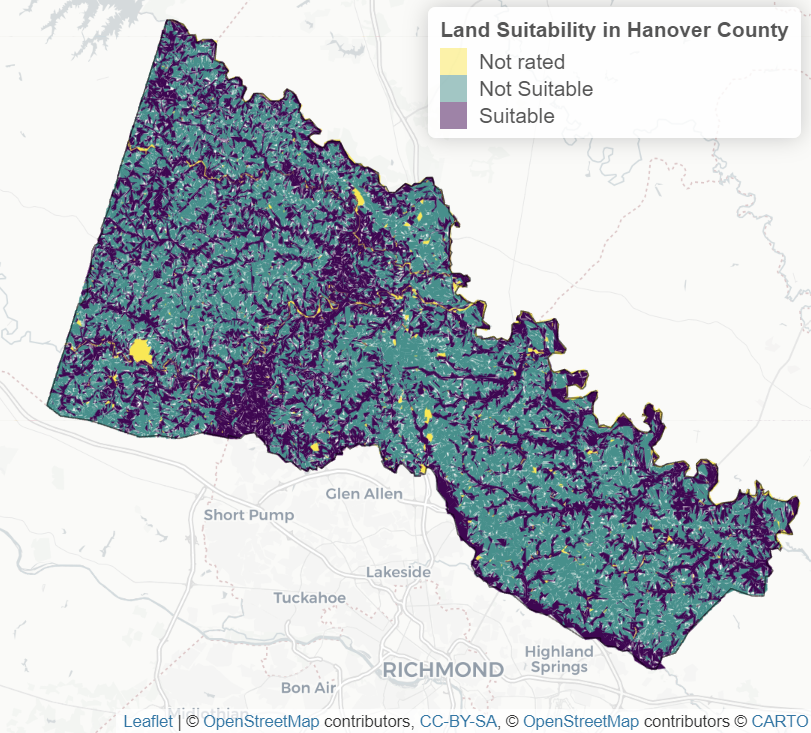 Land Suitability in Hanover County
Not rated
Not Suitable
Suitable
Glen Allen
Short Pump
Lakeside
Tuckahoe
Highland
Springs
RICHMOND
Bon Air
Midlothian
Leaflet | © OpenStreetMap contributors, CC-BY-SA, © OpenStreetMap contributors © CARTO